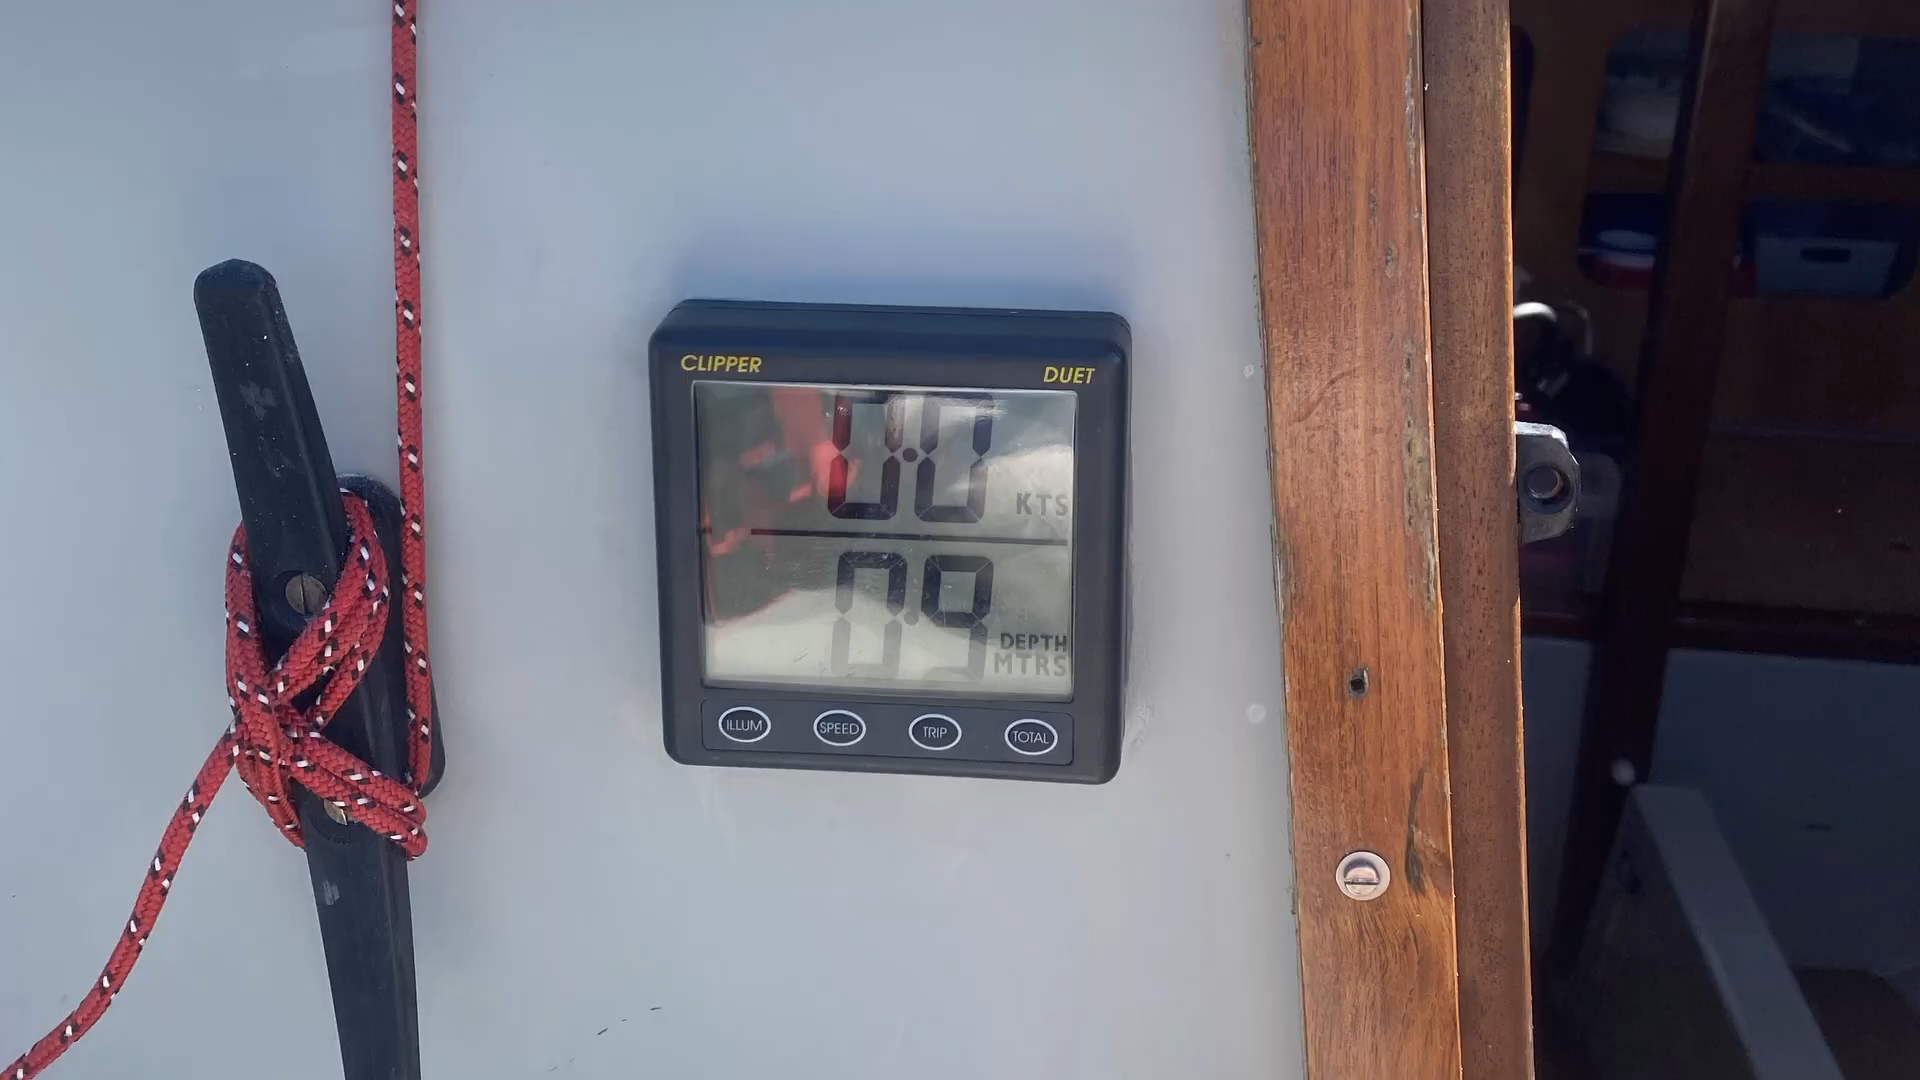 CLIPPER DUET
0.0 KTS
0.9 DEPTH
MTRS
ILLUM SPEED TRIP TOTAL